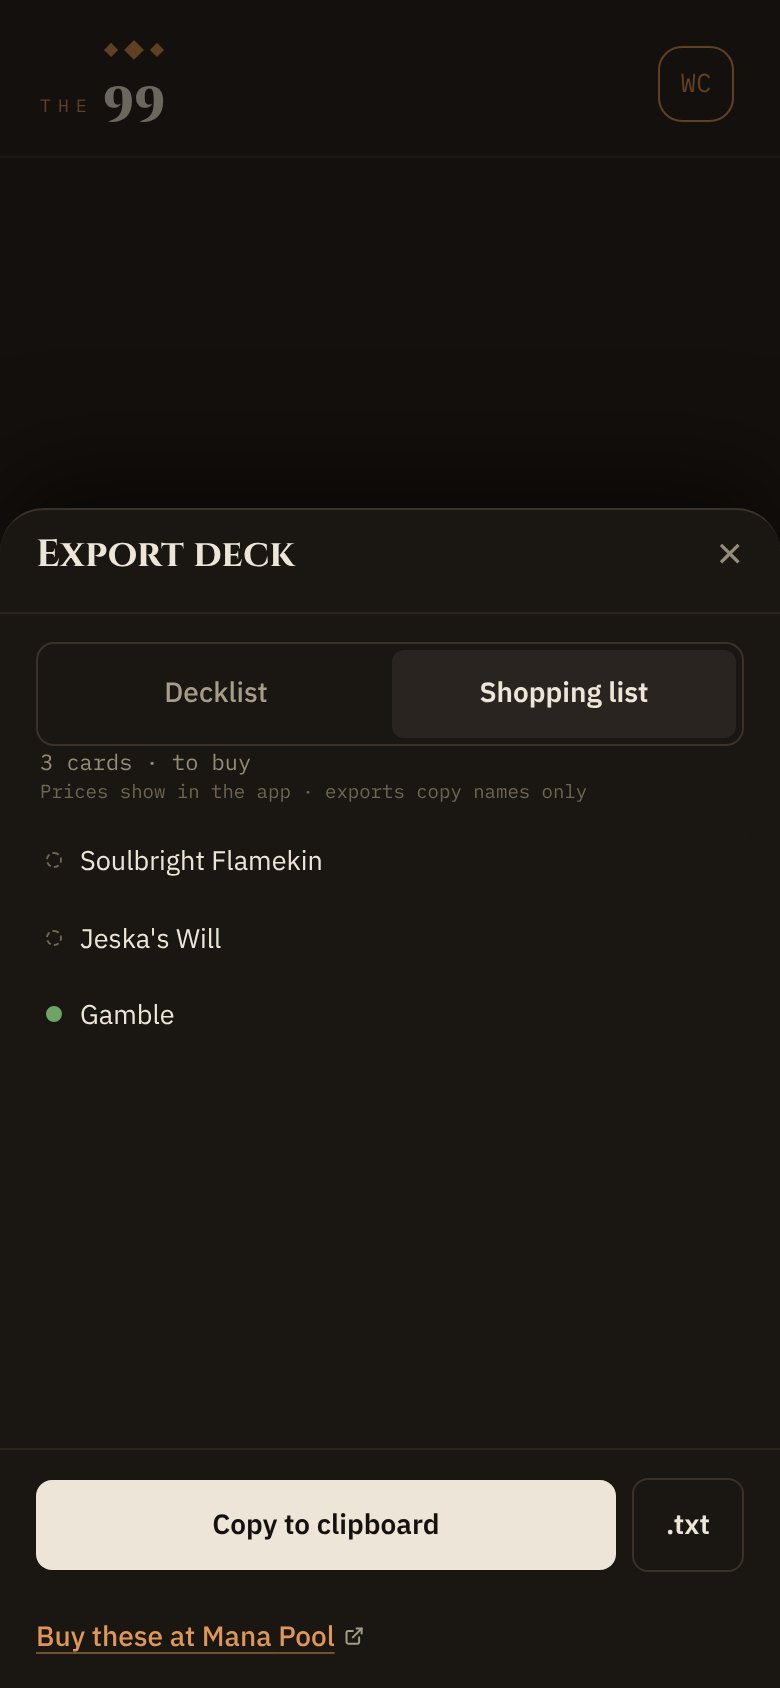 THE 99
WC
EXPORT DECK
Decklist
Shopping list
3 cards · to buy
Prices show in the app · exports copy names only
Soulbright Flamekin
Jeska's Will
Gamble
Copy to clipboard
.txt
Buy these at Mana Pool